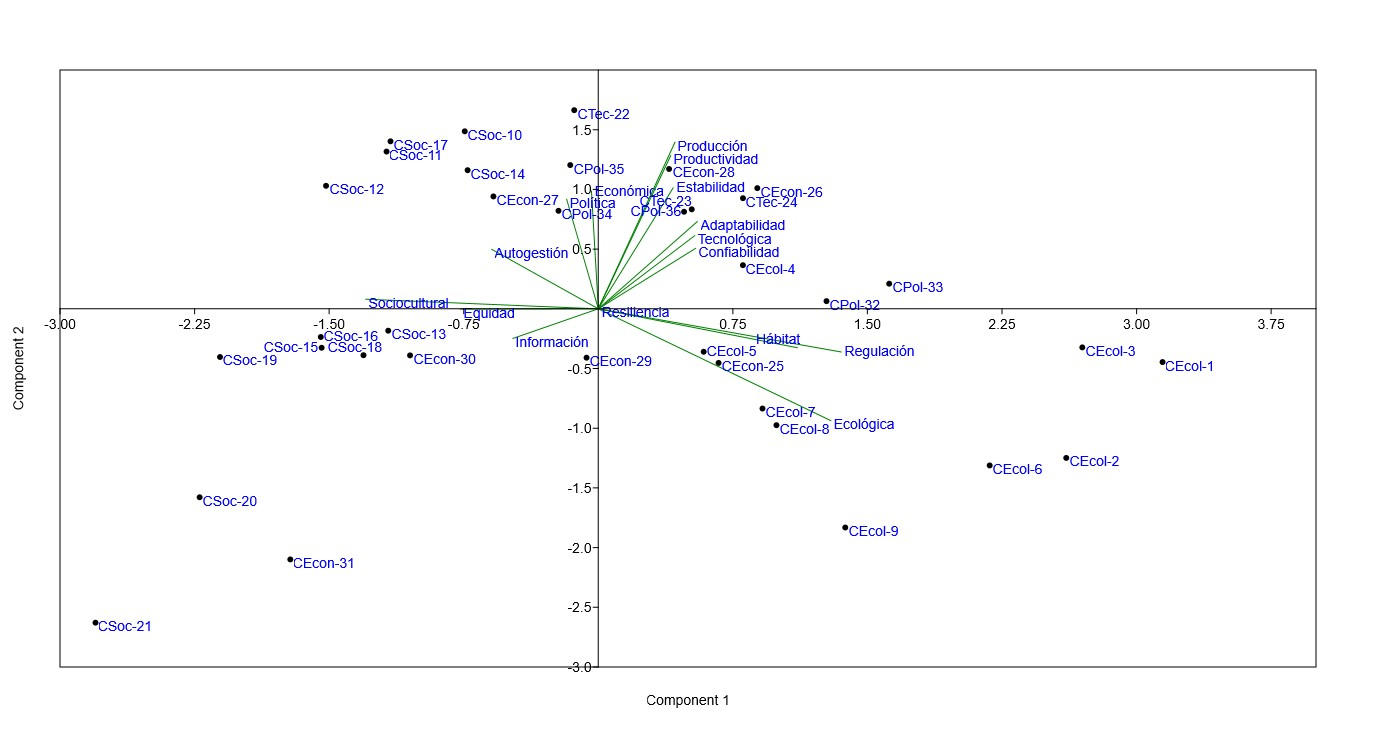 CTec-22
1.5
CSoc-10
CSoc-17
CSoc-11
Producción
Productividad
CPol-35
CEcon-28
CSoc-14
CSoc-12
1.0
Económica
Estabilidad
CEcon-26
CEcon-27
Política
CTec-23
CTec-24
CPol-34
CPol-36
Adaptabilidad
Tecnológica
0.5
Autogestión
Confiabilidad
CEcol-4
CPol-33
Sociocultural
CPol-32
Equidad
Resiliencia
-3.00
-2.25
-1.50
-0.75
0.75
1.50
2.25
3.00
3.75
CSoc-16
CSoc-13
Información
Hábitat
CSoc-15
CSoc-18
CEcol-5
Regulación
CEcol-3
CSoc-19
CEcon-30
CEcon-29
CEcon-25
CEcol-1
-0.5
Component 2
CEcol-7
Ecológica
-1.0
CEcol-8
CEcol-6
CEcol-2
-1.5
CSoc-20
CEcol-9
-2.0
CEcon-31
-2.5
CSoc-21
-3.0
Component 1